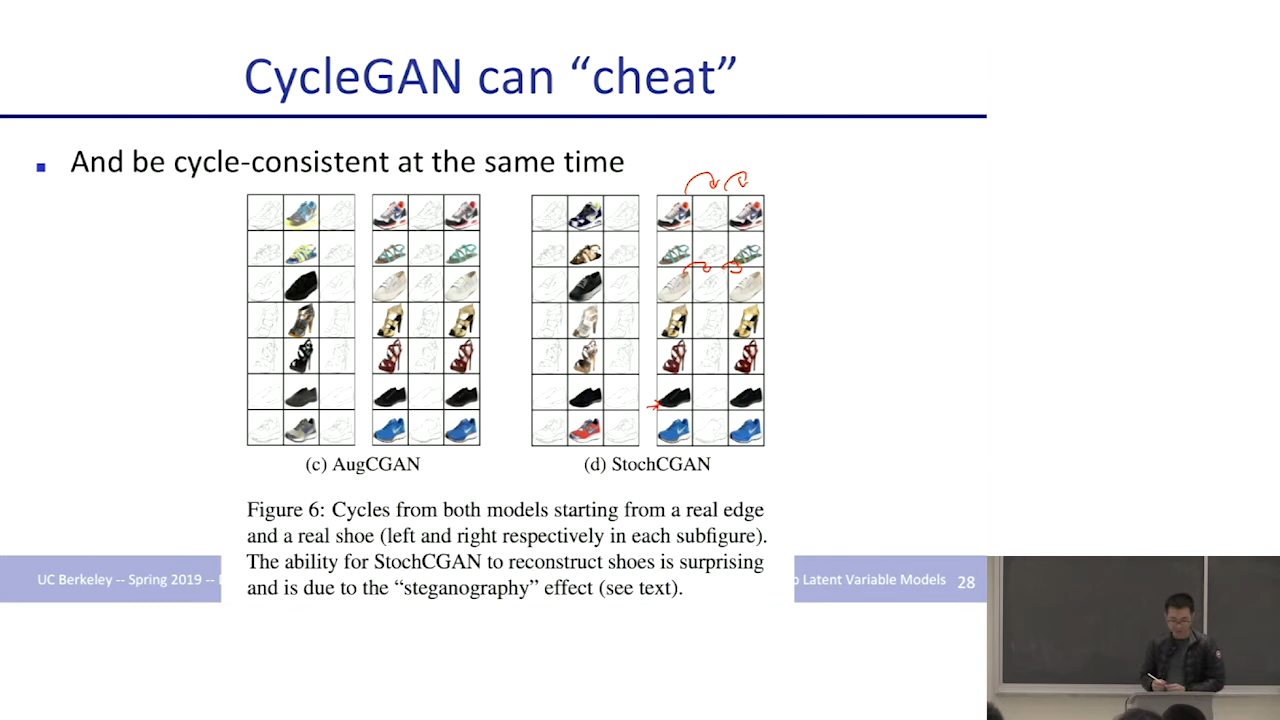 CycleGAN can “cheat”
And be cycle-consistent at the same time
(c) AugCGAN
(d) StochCGAN
Figure 6: Cycles from both models starting from a real edge
and a real shoe (left and right respectively in each subfigure).
The ability for StochCGAN to reconstruct shoes is surprising
and is due to the “steganography” effect (see text).
UC Berkeley -- Spring 2019 --
Latent Variable Models
28